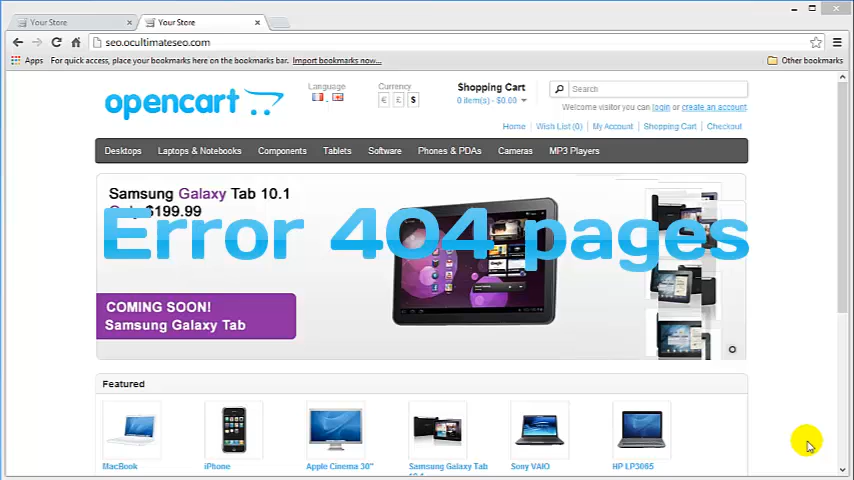 Your Store
Your Store
seo.ocultimateseo.com
Apps For quick access, place your bookmarks here on the bookmarks bar. Import bookmarks now... Other bookmarks
opencart
Language
Currency
€ £ $
Shopping Cart
0 item(s) - $0.00
Search
Welcome visitor you can login or create an account.
Home Wish List (0) My Account Shopping Cart Checkout
Desktops Laptops & Notebooks Components Tablets Software Phones & PDAs Cameras MP3 Players
Samsung Galaxy Tab 10.1
$199.99
Error 404 pages
COMING SOON!
Samsung Galaxy Tab
Featured
MacBook iPhone Apple Cinema 30" Samsung Galaxy Tab Sony VAIO HP LP3065